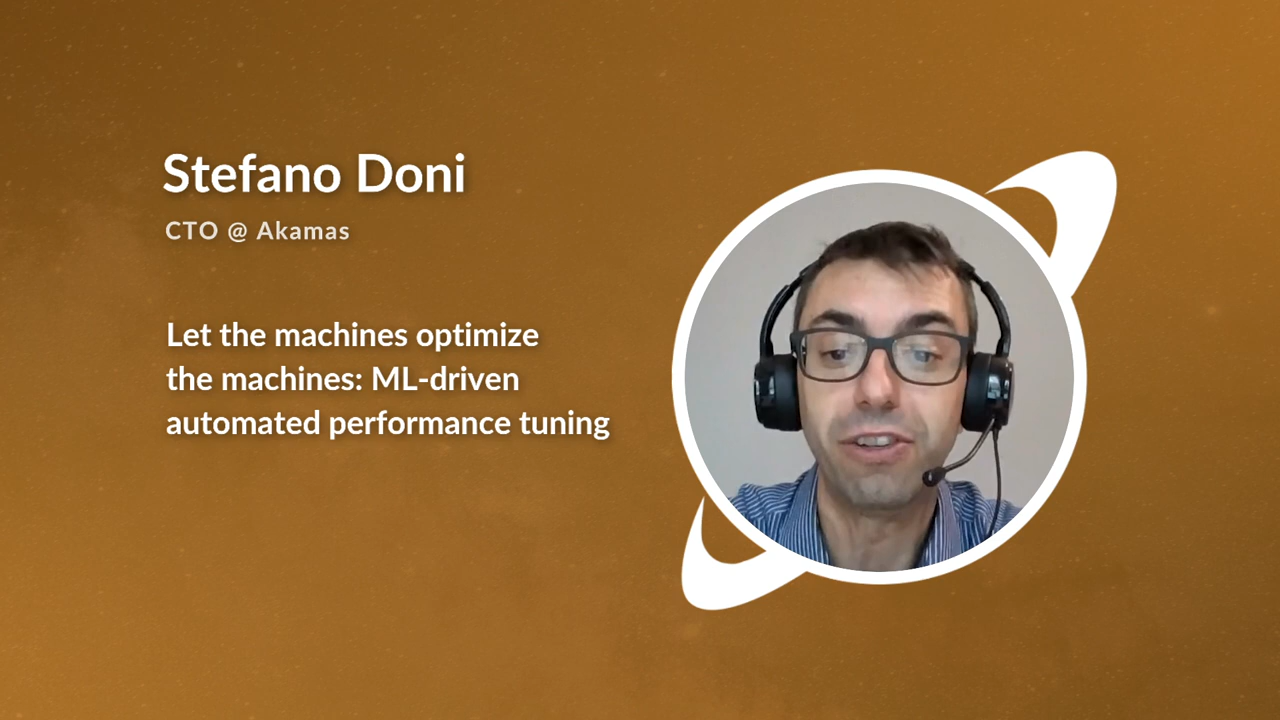 Stefano Doni
CTO @ Akamas
Let the machines optimize
the machines: ML-driven
automated performance tuning